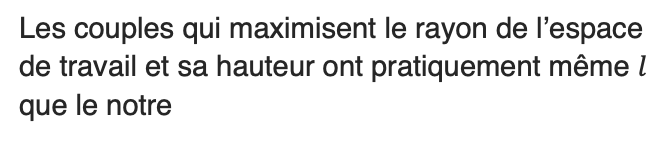 Les couples qui maximisent le rayon de l’espace
de travail et sa hauteur ont pratiquement même l
que le notre